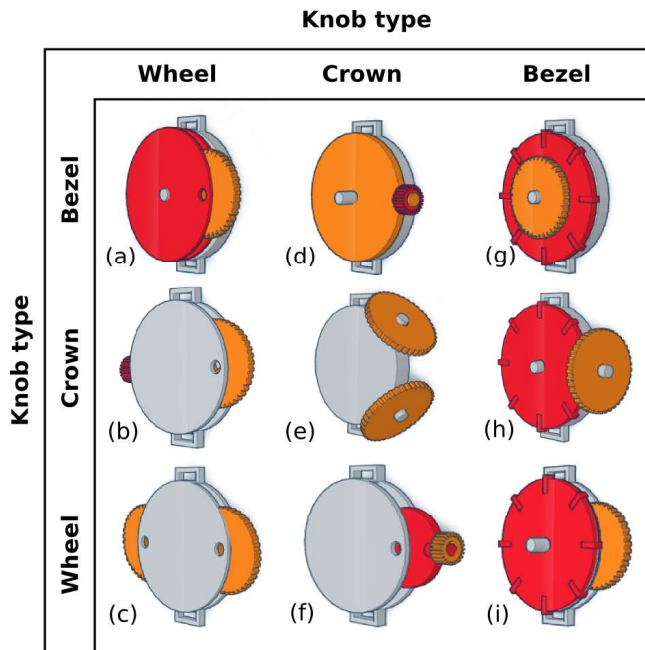 Knob type
Wheel Crown Bezel
Knob type
Bezel
(a) (d) (g)
Crown
(b) (e) (h)
Wheel
(c) (f) (i)